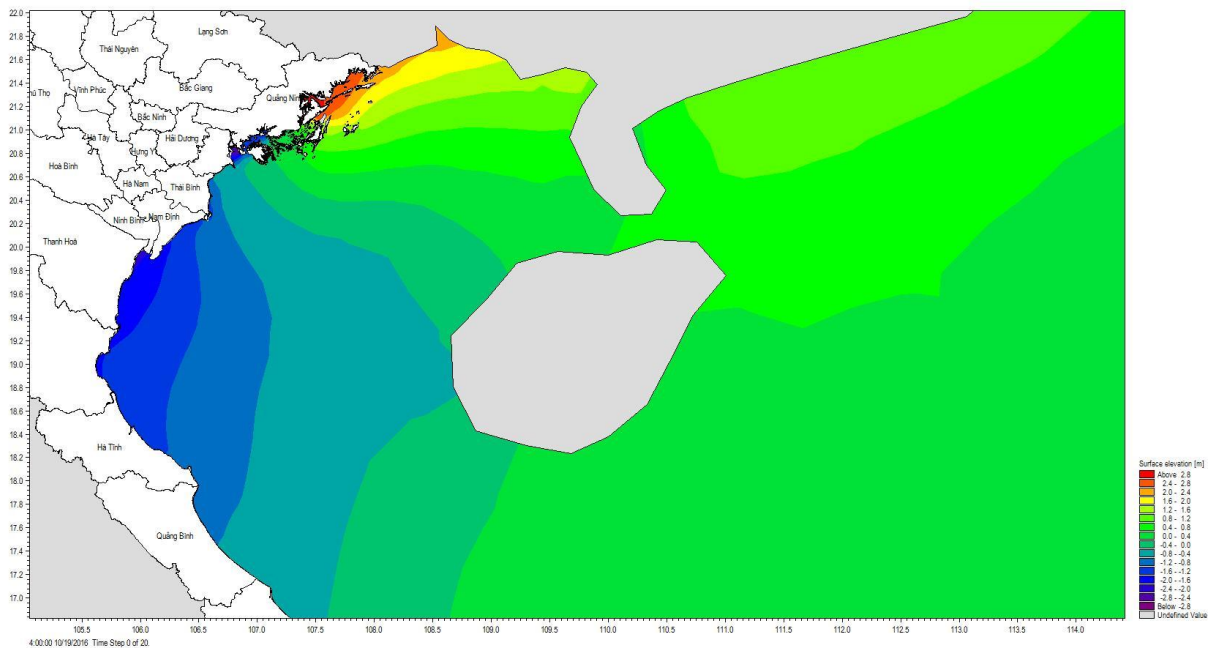 22.0
21.8
21.6
21.4
21.2
21.0
20.8
20.6
20.4
20.2
20.0
19.8
19.6
19.4
19.2
19.0
18.8
18.6
18.4
18.2
18.0
17.8
17.6
17.4
17.2
17.0
Lạng Sơn
Thái Nguyên
Bắc Giang
ú Thọ
Vĩnh Phúc
Quảng Nin
Bắc Ninh
Hà Tây
Hải Dương
Hoà Bình
Hưng Y
Hà Nam
Thái Bình
Ninh Bìn
Nam Định
Thanh Hoá
Hà Tĩnh
Quảng Bình
105.5 106.0 106.5 107.0 107.5 108.0 108.5 109.0 109.5 110.0 110.5 111.0 111.5 112.0 112.5 113.0 113.5 114.0
4:00:00 10/19/2016 Time Step 0 of 20.
Surface elevation [m]
Above 2.8
2.4 - 2.8
2.0 - 2.4
1.6 - 2.0
1.2 - 1.6
0.8 - 1.2
0.4 - 0.8
0.0 - 0.4
-0.4 - 0.0
-0.8 - -0.4
-1.2 - -0.8
-1.6 - -1.2
-2.0 - -1.6
-2.4 - -2.0
-2.8 - -2.4
Below -2.8
Undefined Value